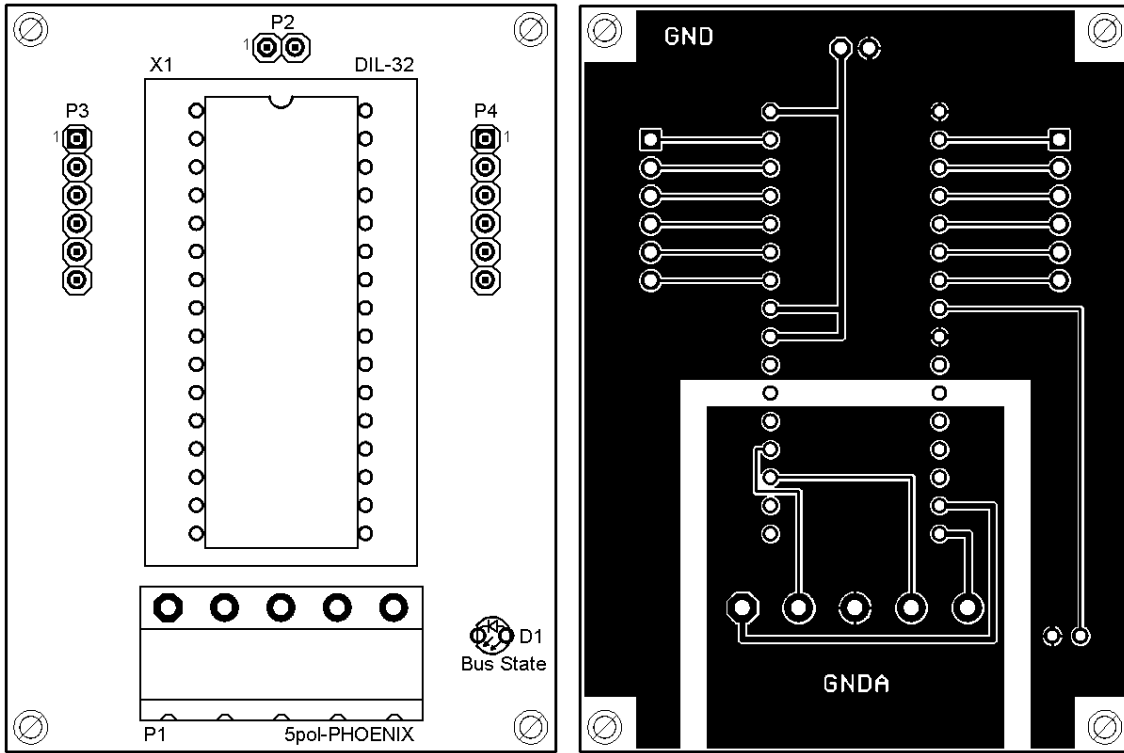 P2
1
GND
X1 DIL-32
P3
1
P4
1
D1
Bus State
GNDA
P1 5pol-PHOENIX